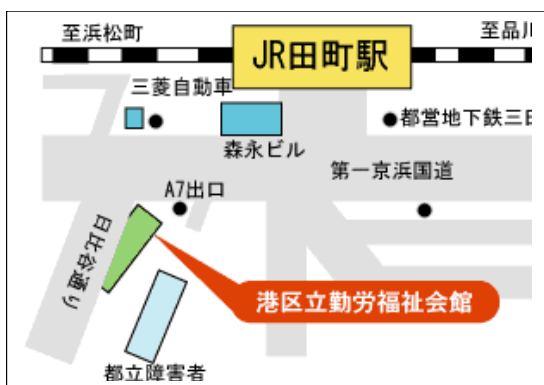 至浜松町
至品川
JR田町駅
三菱自動車
森永ビル
都営地下鉄三田
第一京浜国道
A7出口
日比谷通り
港区立勤労福祉会館
都立障害者